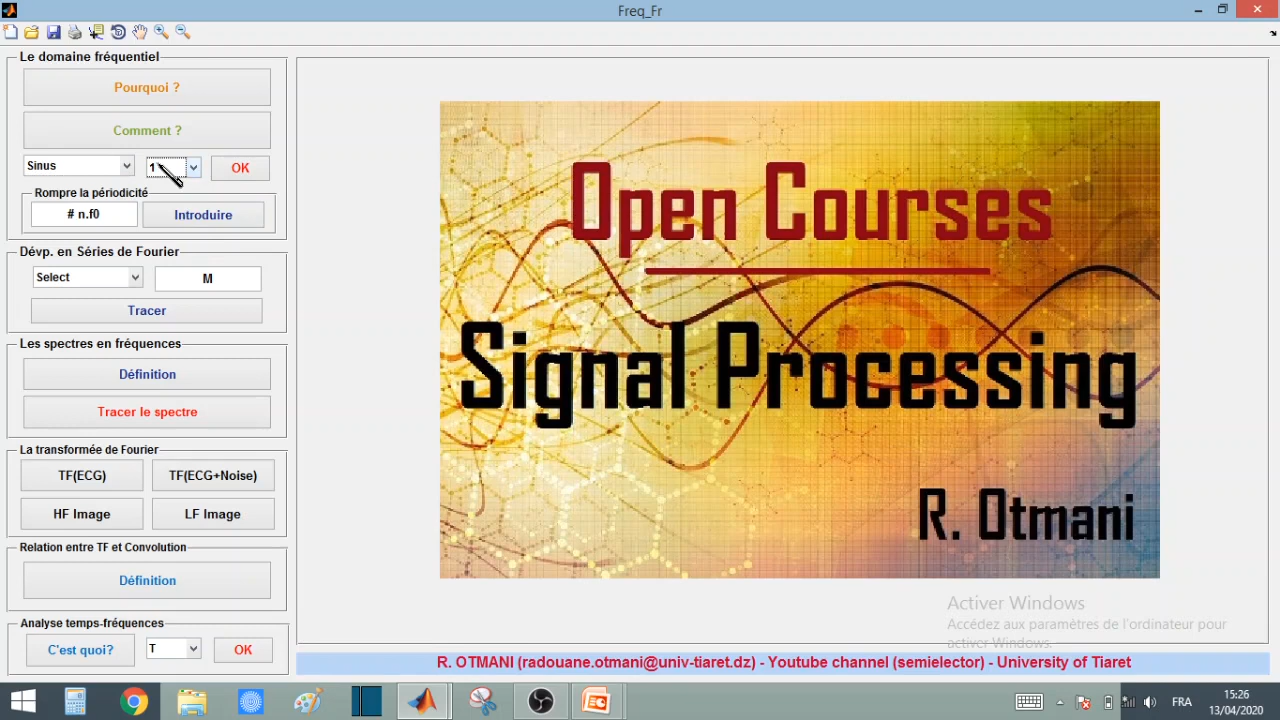 Freq_Fr
Le domaine fréquentiel
Pourquoi ?
Comment ?
Sinus
1
OK
Rompre la périodicité
# n.f0
Introduire
Dévp. en Séries de Fourier
Select
M
Tracer
Les spectres en fréquences
Définition
Tracer le spectre
La transformée de Fourier
TF(ECG)
TF(ECG+Noise)
HF Image
LF Image
Relation entre TF et Convolution
Définition
Analyse temps-fréquences
C'est quoi?
T
OK
Open Courses
Signal Processing
R. Otmani
Activer Windows
Accédez aux paramètres de l'ordinateur pour
activer Windows.
R. OTMANI (radouane.otmani@univ-tiaret.dz) - Youtube channel (semielector) - University of Tiaret
FRA
15:26
13/04/2020